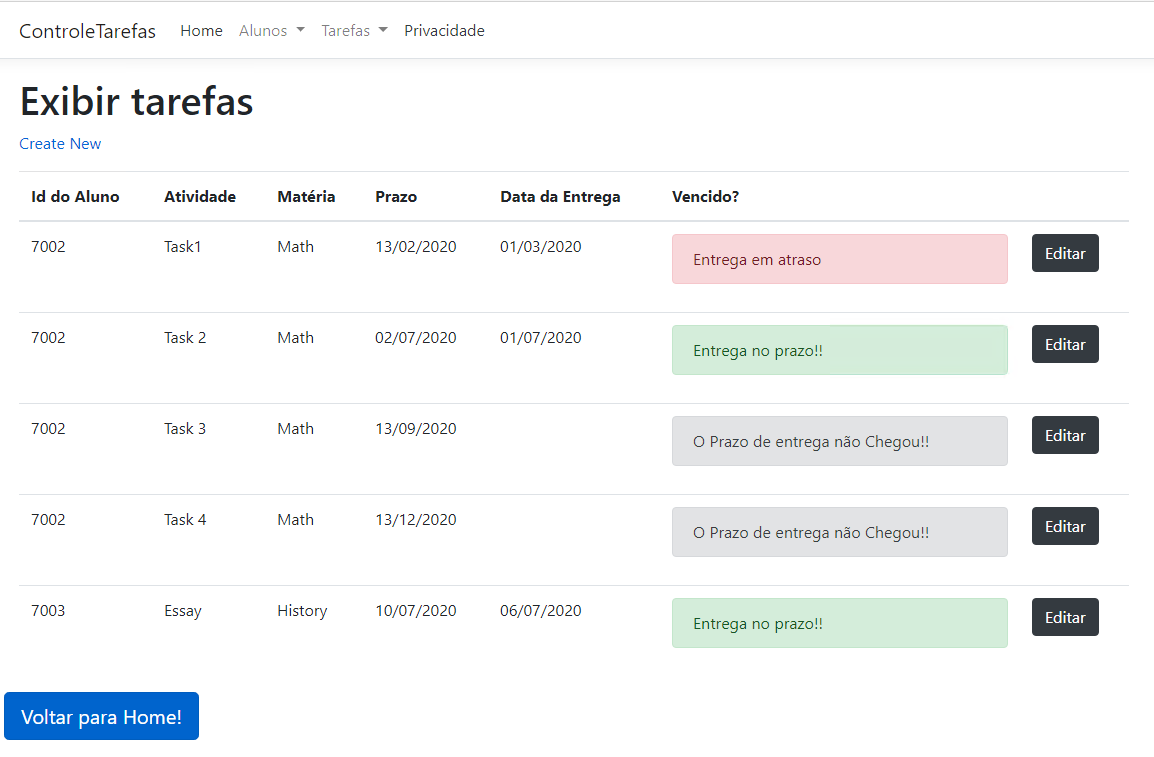 ControleTarefas Home Alunos Tarefas Privacidade
Exibir tarefas
Create New
Id do Aluno Atividade Matéria Prazo Data da Entrega Vencido?
7002 Task1 Math 13/02/2020 01/03/2020 Entrega em atraso Editar
7002 Task 2 Math 02/07/2020 01/07/2020 Entrega no prazo!! Editar
7002 Task 3 Math 13/09/2020 O Prazo de entrega não Chegou!! Editar
7002 Task 4 Math 13/12/2020 O Prazo de entrega não Chegou!! Editar
7003 Essay History 10/07/2020 06/07/2020 Entrega no prazo!! Editar
Voltar para Home!